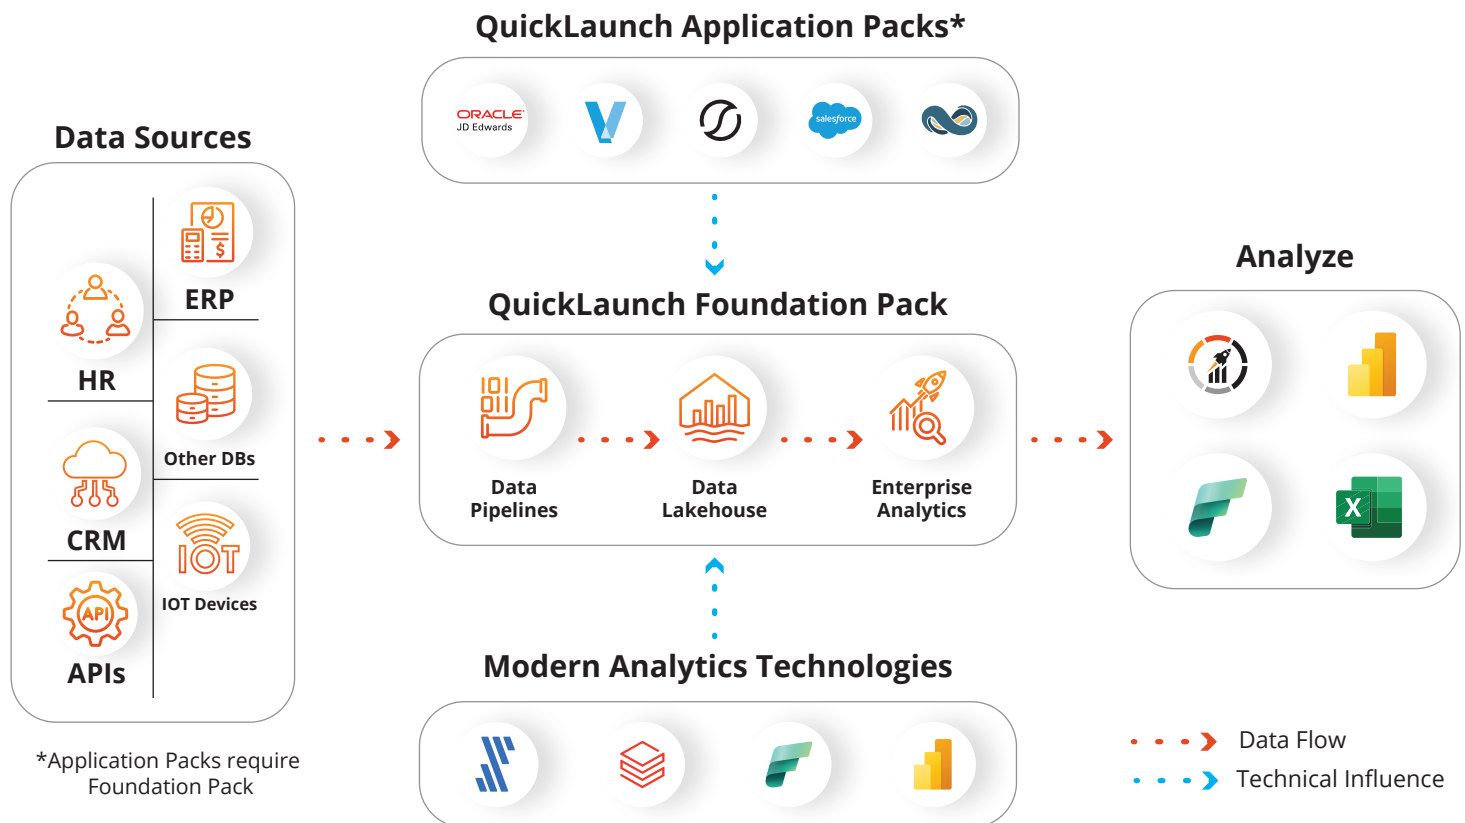 QuickLaunch Application Packs*
ORACLE
JD Edwards
salesforce
Data Sources
ERP
HR
Other DBs
CRM
IOT
IOT Devices
API
APIs
*Application Packs require
Foundation Pack
QuickLaunch Foundation Pack
Data
Pipelines
Data
Lakehouse
Enterprise
Analytics
Modern Analytics Technologies
Analyze
X
Data Flow
Technical Influence